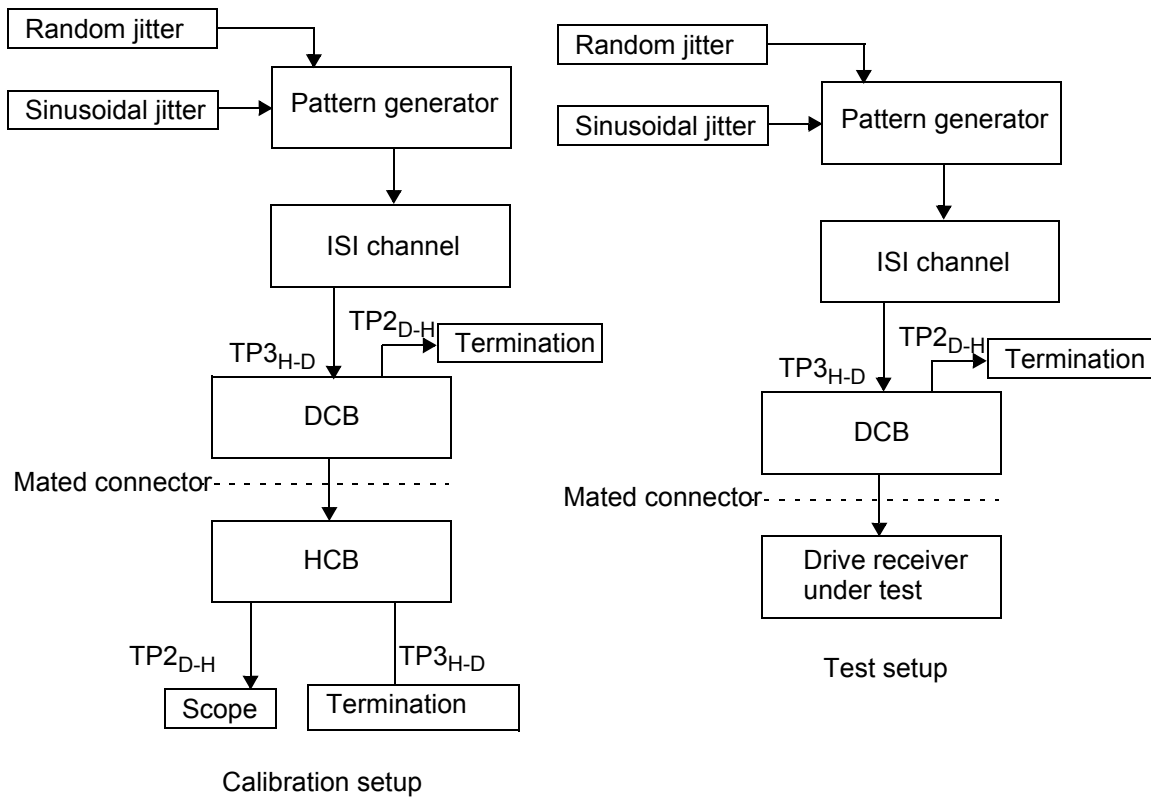 Random jitter
Sinusoidal jitter
Pattern generator
ISI channel
TP2D-H
Termination
TP3H-D
DCB
Mated connector
HCB
TP2D-H
TP3H-D
Scope
Termination
Calibration setup
Random jitter
Sinusoidal jitter
Pattern generator
ISI channel
TP2D-H
Termination
TP3H-D
DCB
Mated connector
Drive receiver
under test
Test setup